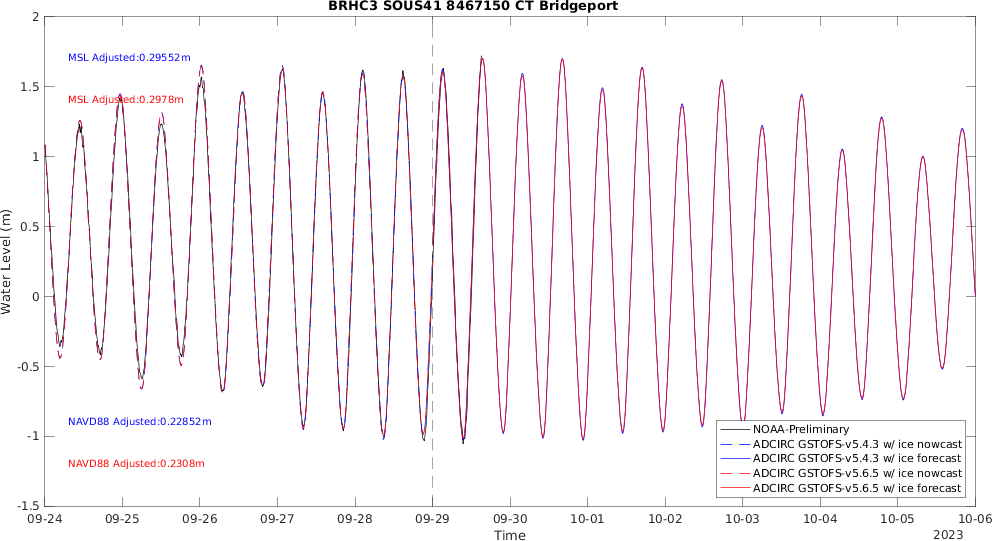 BRHC3 SOUS41 8467150 CT Bridgeport
2
1.5
1
0.5
0
-0.5
-1
-1.5
Water Level (m)
MSL Adjusted:0.29552m
MSL Adjusted:0.2978m
NAVD88 Adjusted:0.22852m
NAVD88 Adjusted:0.2308m
NOAA-Preliminary
ADCIRC GSTOFS-v5.4.3 w/ ice nowcast
ADCIRC GSTOFS-v5.4.3 w/ ice forecast
ADCIRC GSTOFS-v5.6.5 w/ ice nowcast
ADCIRC GSTOFS-v5.6.5 w/ ice forecast
09-24 09-25 09-26 09-27 09-28 09-29 09-30 10-01 10-02 10-03 10-04 10-05 10-06
Time
2023